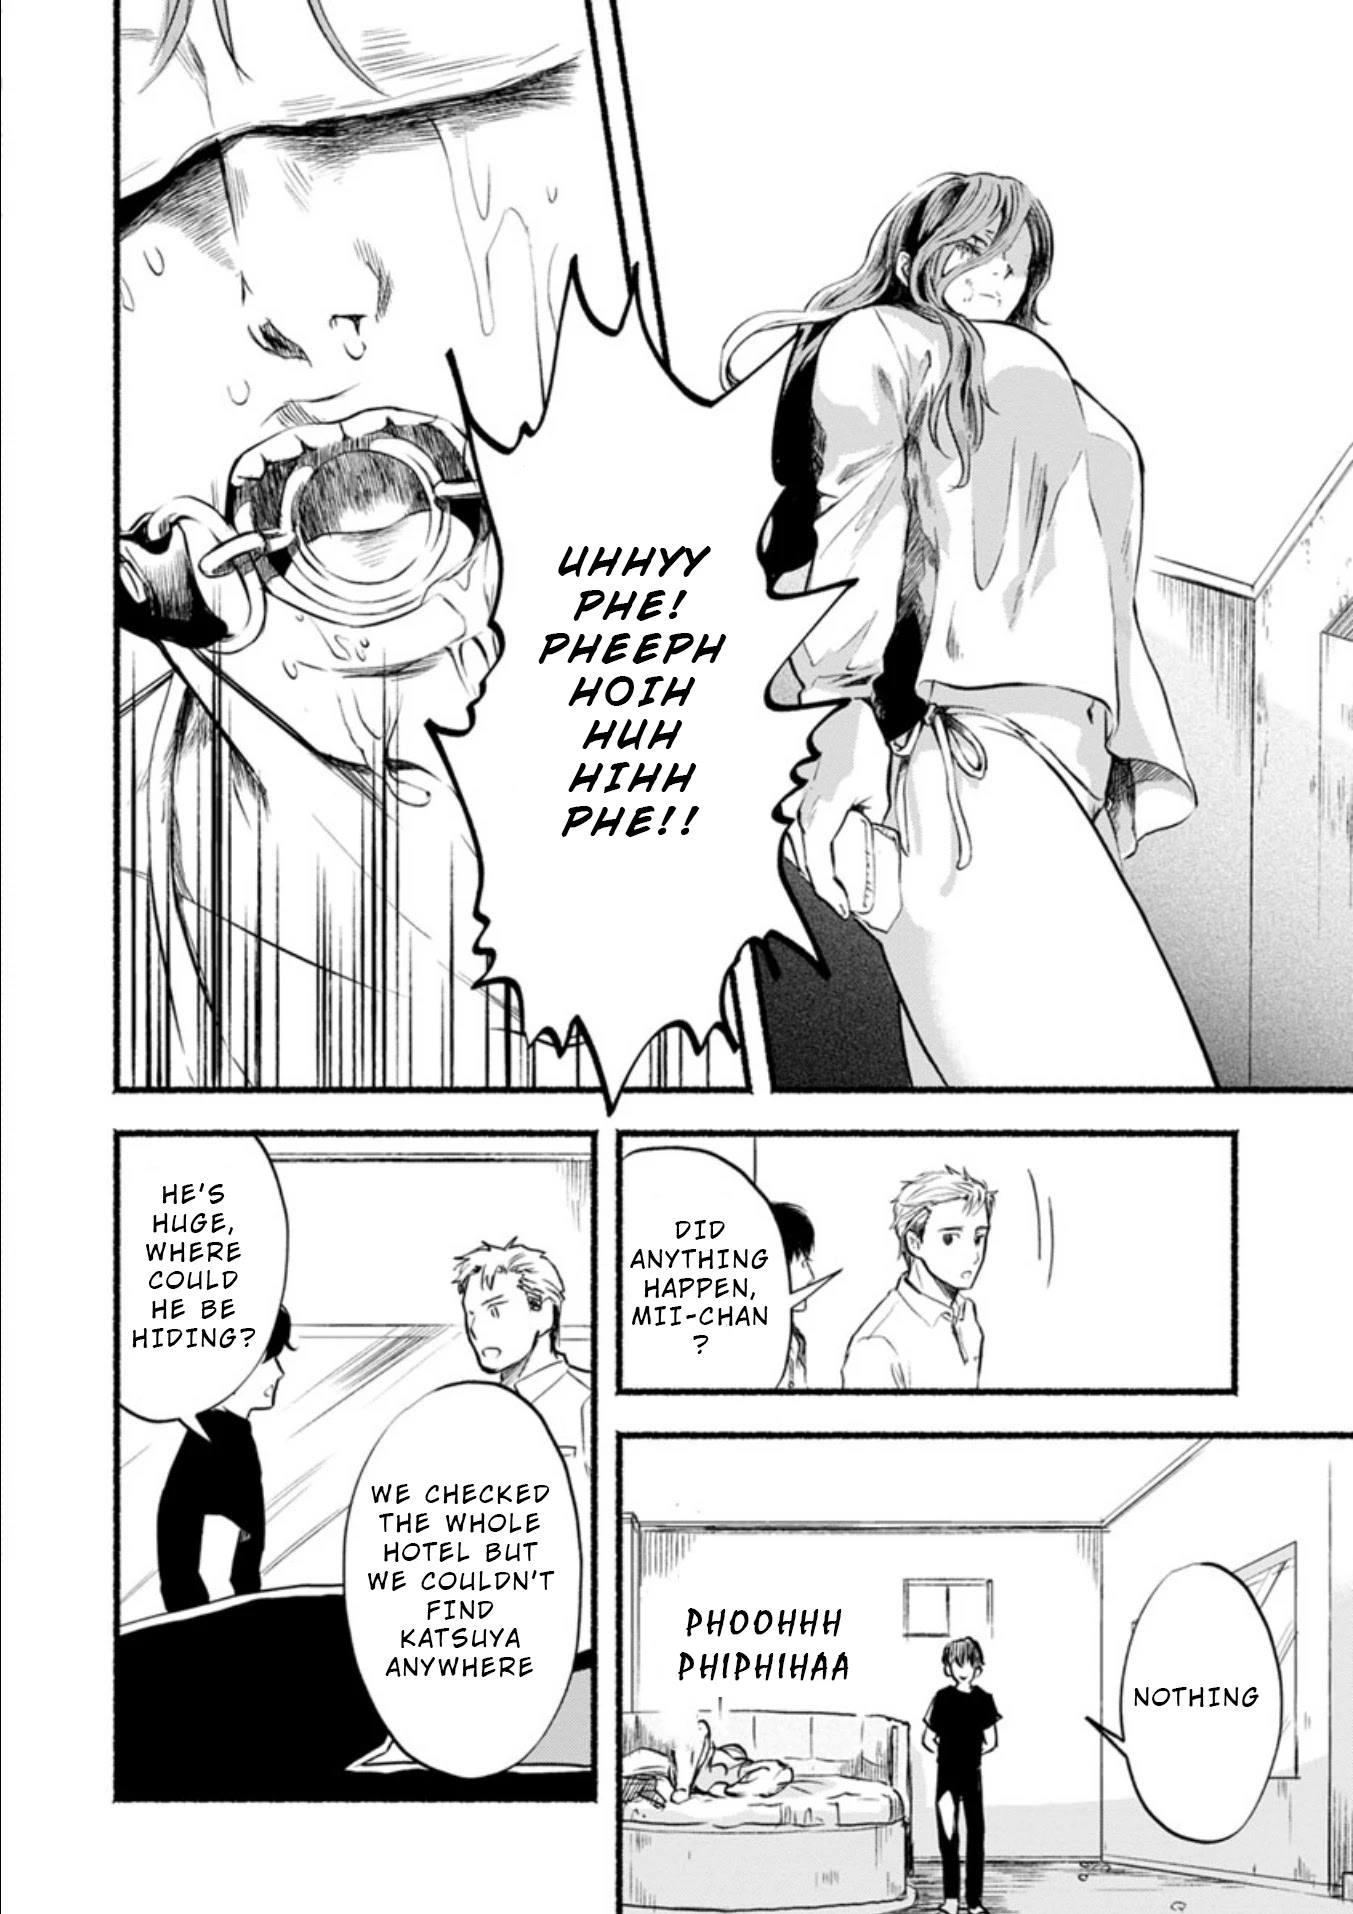 UHHYY
PHE!
PHEEPH
HOIH
HUH
HIHH
PHE!!
DID
ANYTHING
HAPPEN,
MII-CHAN
?
NOTHING
PHOOHHH
PHIPHIHAA
HE'S
HUGE,
WHERE
COULD
HE BE
HIDING?
WE CHECKED
THE WHOLE
HOTEL BUT
WE COULDN'T
FIND
KATSUYA
ANYWHERE